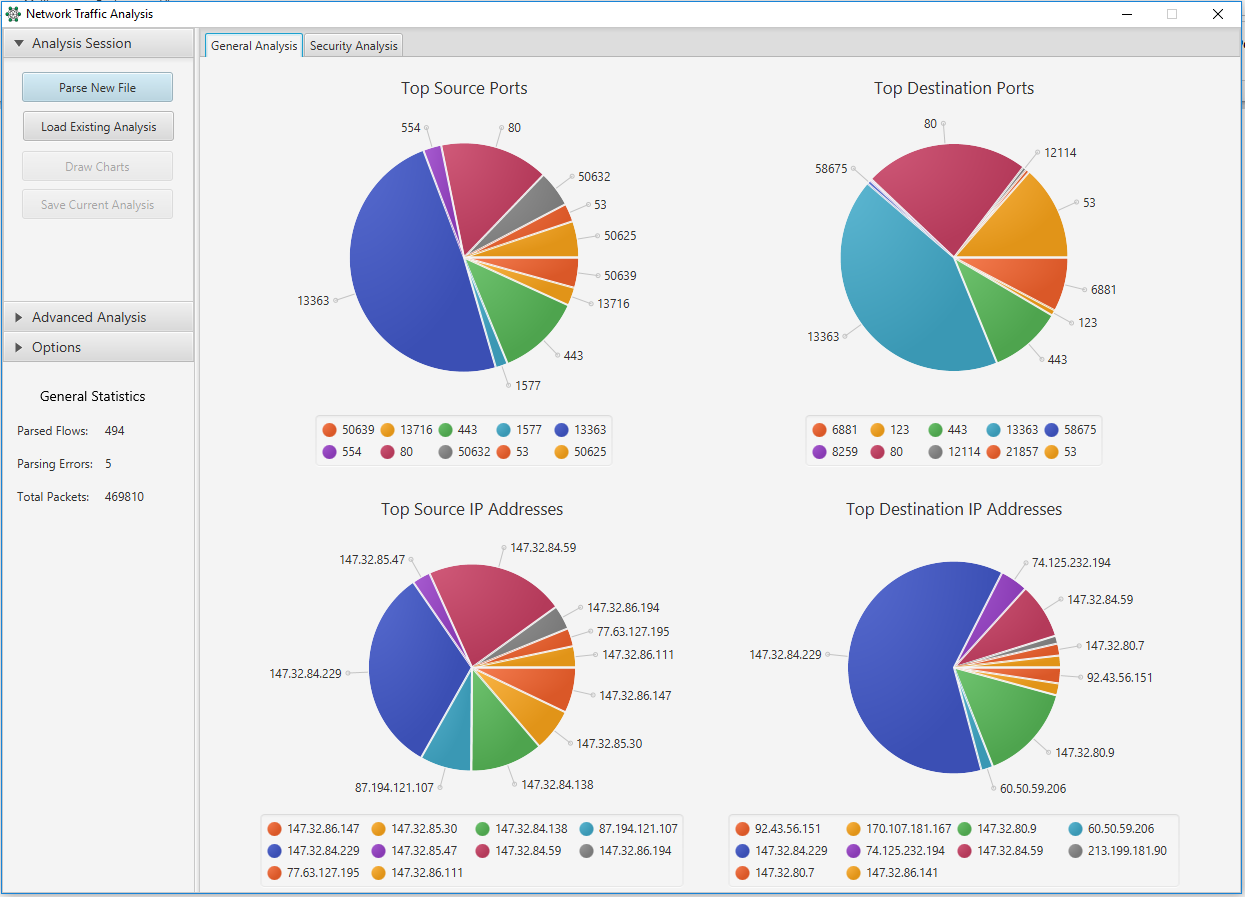 Network Traffic Analysis
Analysis Session
Parse New File
Load Existing Analysis
Draw Charts
Save Current Analysis
Advanced Analysis
Options
General Statistics
Parsed Flows: 494
Parsing Errors: 5
Total Packets: 469810
General Analysis Security Analysis
Top Source Ports
554
80
50632
53
50625
50639
13716
443
1577
13363
50639 13716 443 1577 13363
554 80 50632 53 50625
Top Destination Ports
80
12114
58675
53
6881
123
443
13363
6881 123 443 13363 58675
8259 80 12114 21857 53
Top Source IP Addresses
147.32.84.59
147.32.85.47
147.32.86.194
77.63.127.195
147.32.86.111
147.32.84.229
147.32.86.147
147.32.85.30
147.32.84.138
87.194.121.107
147.32.86.147 147.32.85.30 147.32.84.138 87.194.121.107
147.32.84.229 147.32.85.47 147.32.84.59 147.32.86.194
77.63.127.195 147.32.86.111
Top Destination IP Addresses
74.125.232.194
147.32.84.59
147.32.80.7
147.32.84.229
92.43.56.151
147.32.80.9
60.50.59.206
92.43.56.151 170.107.181.167 147.32.80.9 60.50.59.206
147.32.84.229 74.125.232.194 147.32.84.59 213.199.181.90
147.32.80.7 147.32.86.141